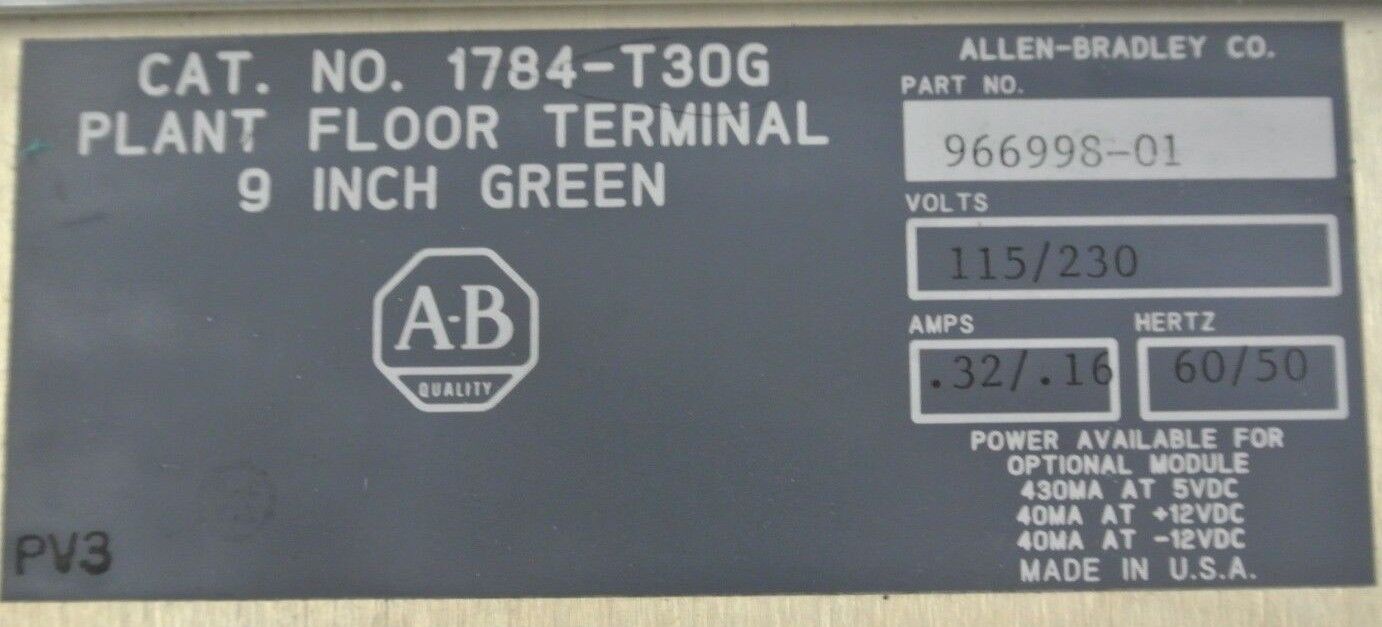 CAT. NO. 1784-T30G
PLANT FLOOR TERMINAL
9 INCH GREEN
A-B
QUALITY
PV3
ALLEN-BRADLEY CO.
PART NO.
966998-01
VOLTS
115/230
AMPS HERTZ
.32/.16 60/50
POWER AVAILABLE FOR
OPTIONAL MODULE
430MA AT 5VDC
40MA AT +12VDC
40MA AT -12VDC
MADE IN U.S.A.